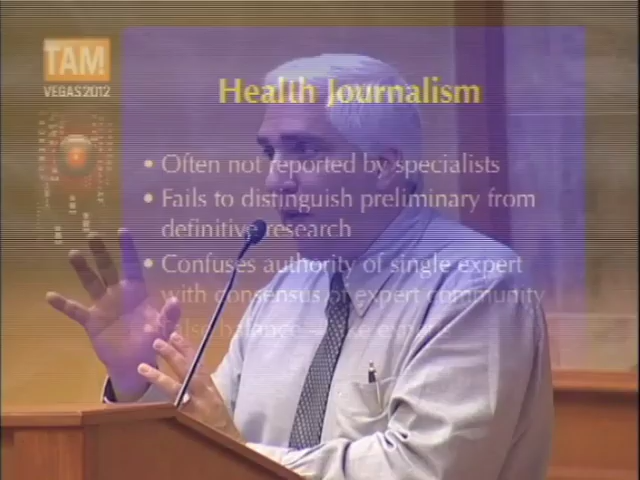 TAM!
VEGAS 2012
Health Journalism
• Often not reported by specialists
• Fails to distinguish preliminary from
definitive research
• Confuses authority of single expert
with consensus of expert community
balance